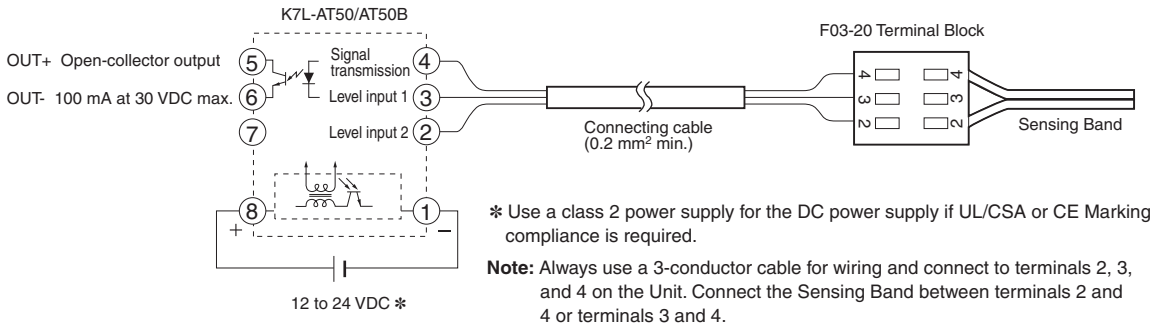 K7L-AT50/AT50B
F03-20 Terminal Block
OUT+ Open-collector output
5
Signal
transmission
4
OUT- 100 mA at 30 VDC max.
6
Level input 1
3
7
Level input 2
2
4
4
3
3
2
2
Connecting cable
(0.2 mm² min.)
Sensing Band
8
1
+
−
12 to 24 VDC ✻
✻ Use a class 2 power supply for the DC power supply if UL/CSA or CE Marking
compliance is required.
Note: Always use a 3-conductor cable for wiring and connect to terminals 2, 3,
and 4 on the Unit. Connect the Sensing Band between terminals 2 and
4 or terminals 3 and 4.